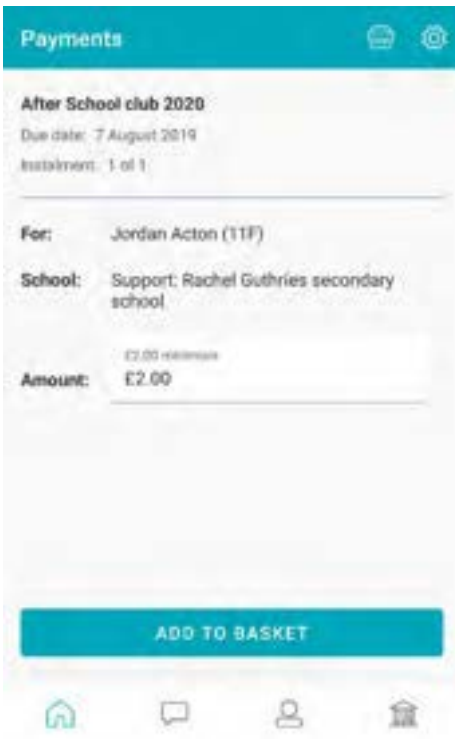 Payments
After School club 2020
Due date: 7 August 2019
Instalment: 1 of 1
For: Jordan Acton (11F)
School: Support: Rachel Guthries secondary
school
£2.00 minimum
Amount: £2.00
ADD TO BASKET